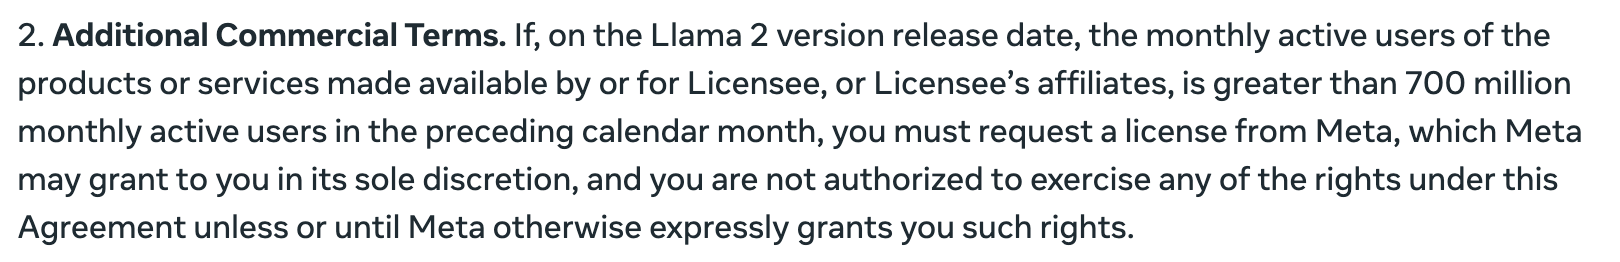 2. Additional Commercial Terms. If, on the Llama 2 version release date, the monthly active users of the
products or services made available by or for Licensee, or Licensee’s affiliates, is greater than 700 million
monthly active users in the preceding calendar month, you must request a license from Meta, which Meta
may grant to you in its sole discretion, and you are not authorized to exercise any of the rights under this
Agreement unless or until Meta otherwise expressly grants you such rights.